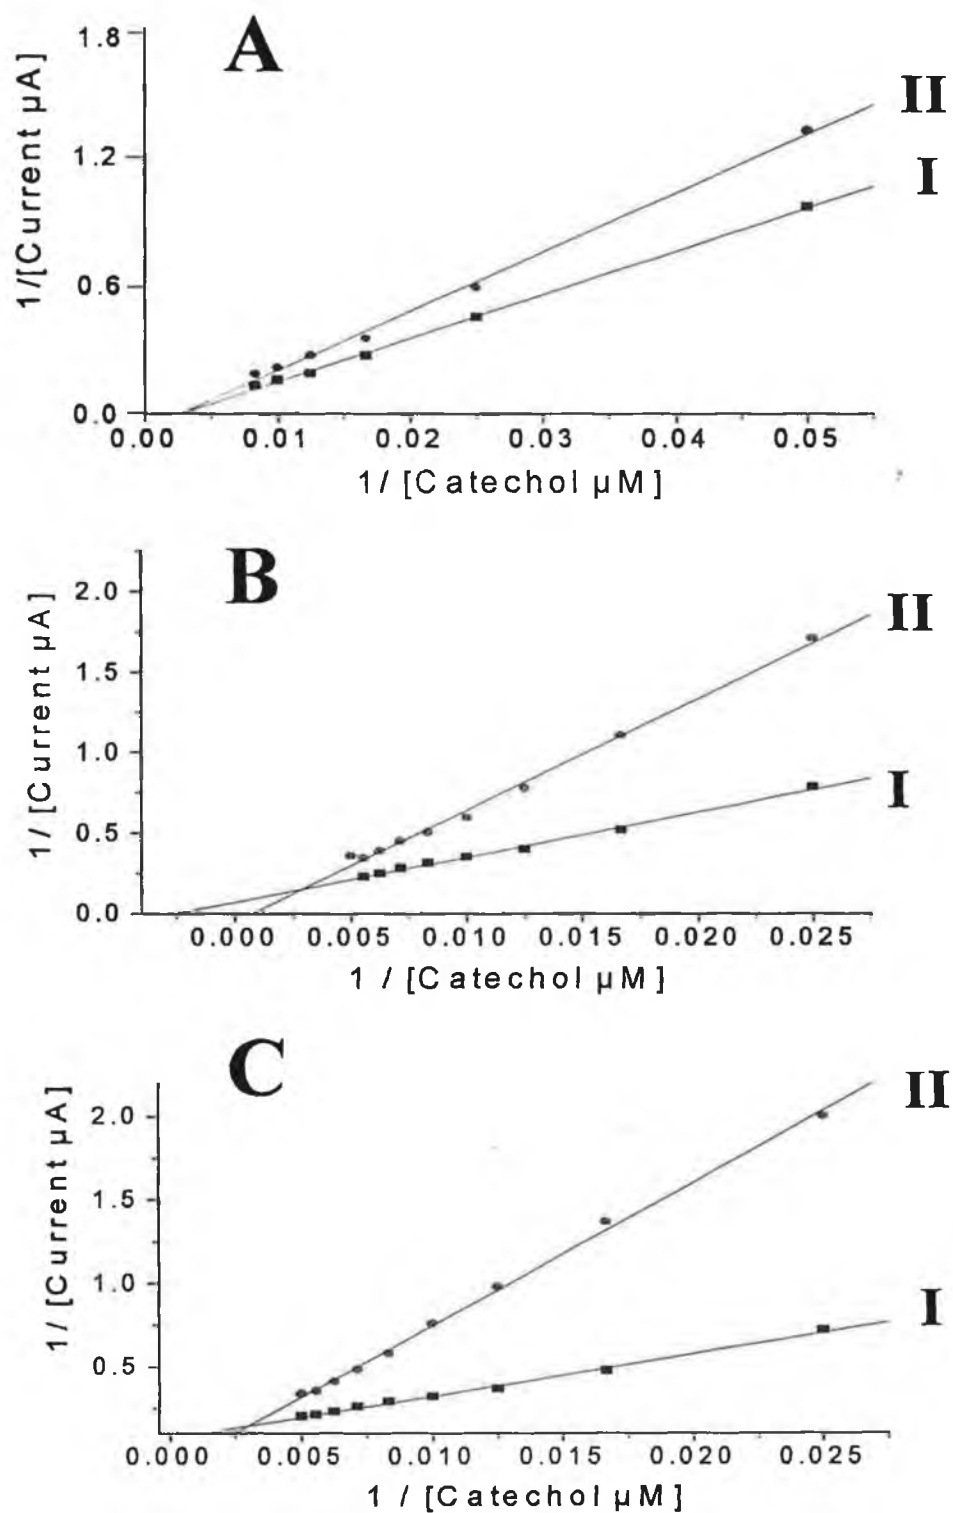 A
1.8
1.2
0.6
0.0
1/[Current µA]
II
I
0.00 0.01 0.02 0.03 0.04 0.05
1/ [Catechol µM]
B
2.0
1.5
1.0
0.5
0.0
1/ [Current µA]
II
I
0.000 0.005 0.010 0.015 0.020 0.025
1 / [Catechol µM]
C
2.0
1.5
1.0
0.5
1/ [Current µA]
II
I
0.000 0.005 0.010 0.015 0.020 0.025
1 / [Catechol µM]